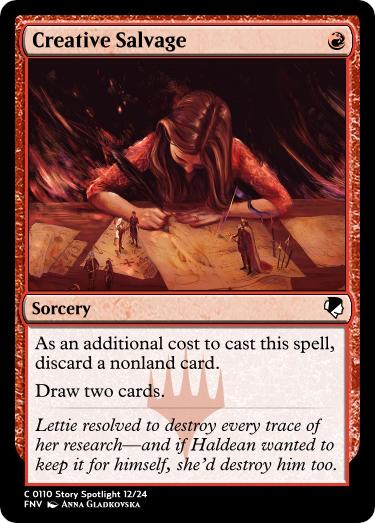 Creative Salvage
Sorcery
As an additional cost to cast this spell,
discard a nonland card.
Draw two cards.
Lettie resolved to destroy every trace of
her research—and if Haldean wanted to
keep it for himself, she’d destroy him too.
C 0110 Story Spotlight 12/24
FNV Anna Gladkovska